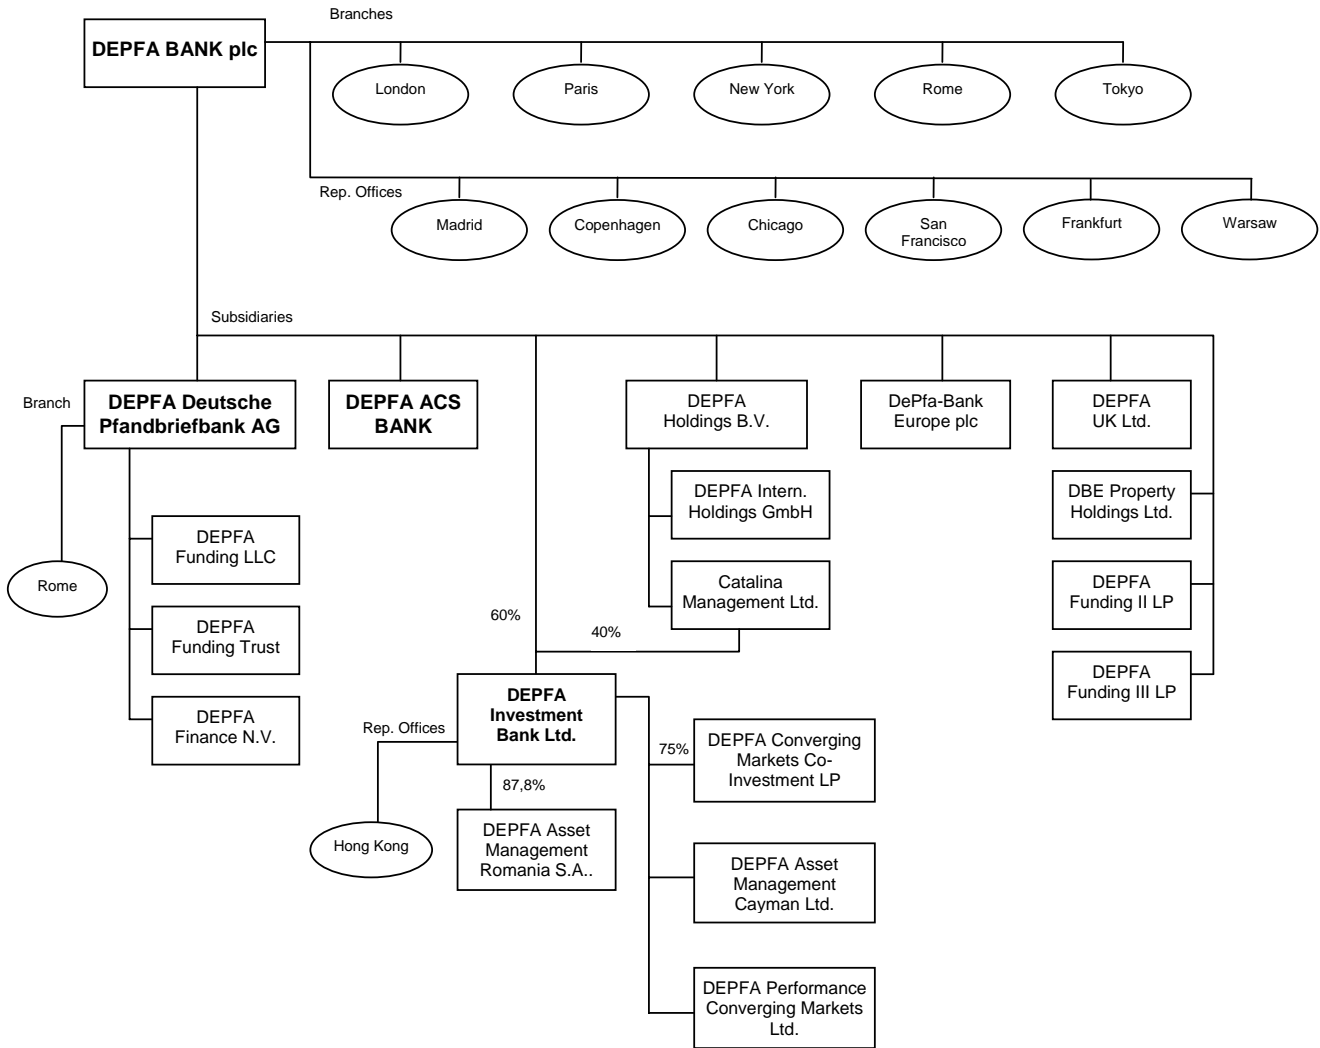 Branches
DEPFA BANK plc
London
Paris
New York
Rome
Tokyo
Rep. Offices
Madrid
Copenhagen
Chicago
San
Francisco
Frankfurt
Warsaw
Subsidiaries
Branch
DEPFA Deutsche
Pfandbriefbank AG
DEPFA ACS
BANK
DEPFA
Holdings B.V.
DePfa-Bank
Europe plc
DEPFA
UK Ltd.
DEPFA Intern.
Holdings GmbH
DBE Property
Holdings Ltd.
DEPFA
Funding LLC
Rome
Catalina
Management Ltd.
DEPFA
Funding II LP
60%
40%
DEPFA
Funding Trust
DEPFA
Funding III LP
DEPFA
Investment
Bank Ltd.
DEPFA
Finance N.V.
Rep. Offices
75%
DEPFA Converging
Markets Co-
Investment LP
87,8%
Hong Kong
DEPFA Asset
Management
Romania S.A..
DEPFA Asset
Management
Cayman Ltd.
DEPFA Performance
Converging Markets
Ltd.